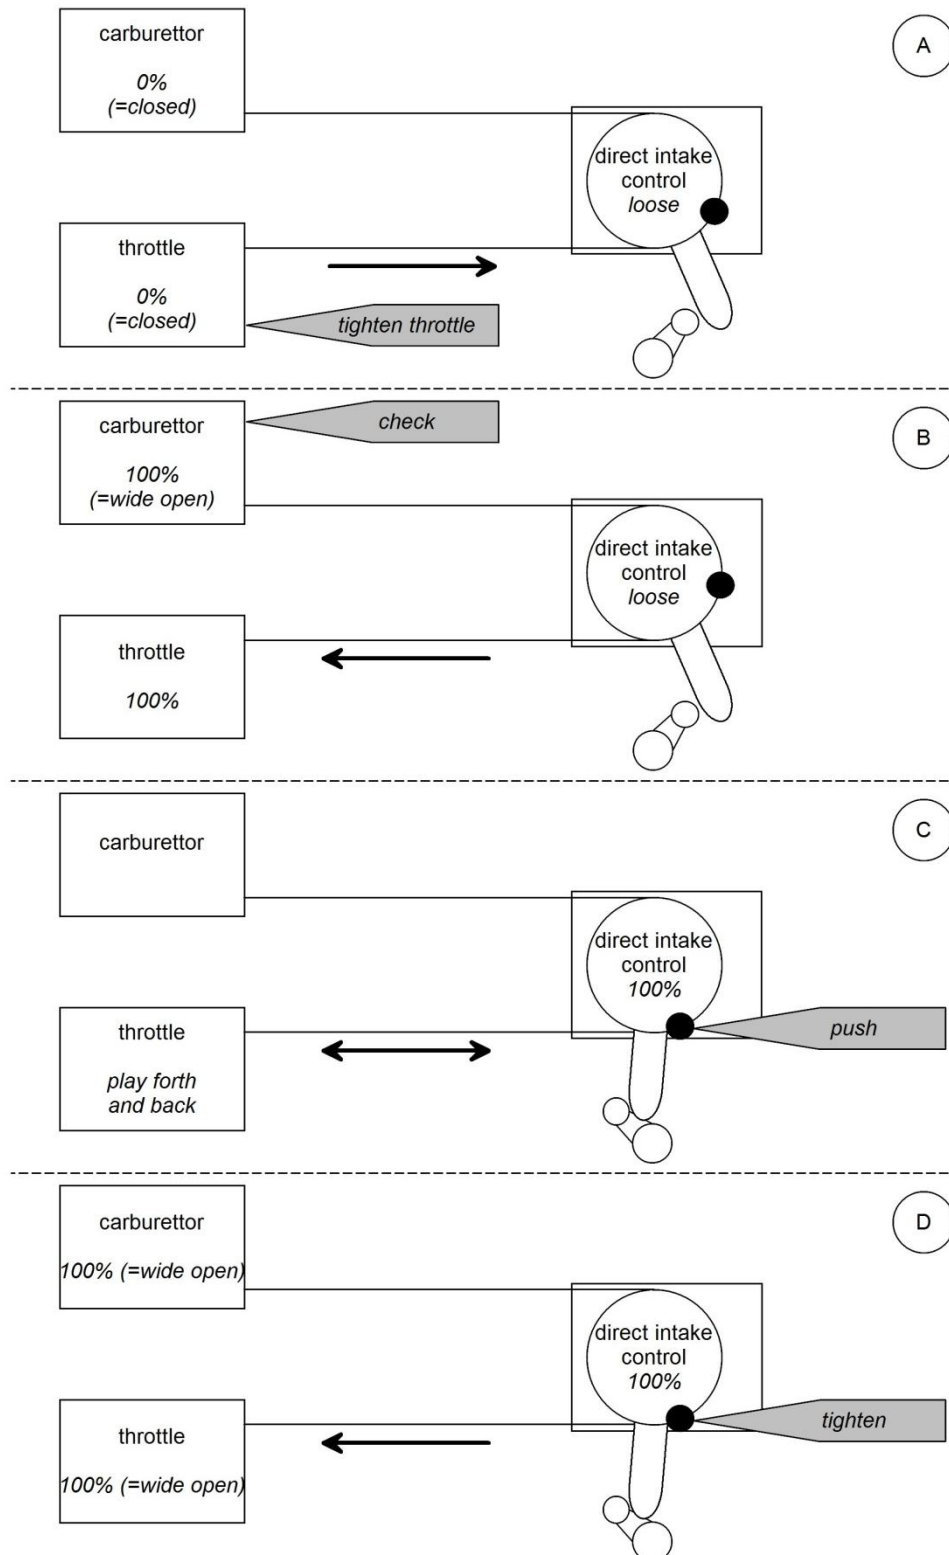 carburettor
0%
(=closed)
A
direct intake
control
loose
throttle
0%
(=closed)
tighten throttle
carburettor
100%
(=wide open)
check
B
direct intake
control
loose
throttle
100%
carburettor
C
direct intake
control
100%
throttle
play forth
and back
push
carburettor
100% (=wide open)
D
direct intake
control
100%
throttle
100% (=wide open)
tighten